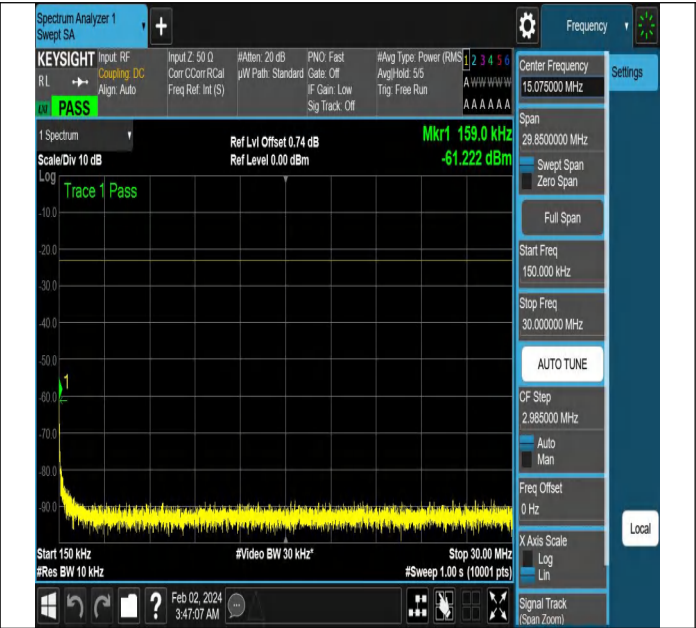 Spectrum Analyzer 1
Swept SA
Frequency
KEYSIGHT
RL
Input: RF
Coupling: DC
Align: Auto
Input Z: 50 Ω
Corr CCorr RCal
Freq Ref: Int (S)
#Atten: 20 dB
µW Path: Standard
PNO: Fast
Gate: Off
IF Gain: Low
Sig Track: Off
#Avg Type: Power (RMS
Avg|Hold: 5/5
Trig: Free Run
1 2 3 4 5 6
A W W W W W
A A A A A A
PASS
1 Spectrum
Scale/Div 10 dB
Ref Lvl Offset 0.74 dB
Ref Level 0.00 dBm
Mkr1 159.0 kHz
-61.222 dBm
Log
Trace 1 Pass
-10.0
-20.0
-30.0
-40.0
-50.0
-60.0
-70.0
-80.0
-90.0
1
Start 150 kHz
#Video BW 30 kHz*
Stop 30.00 MHz
#Res BW 10 kHz
#Sweep 1.00 s (10001 pts)
Feb 02, 2024
3:47:07 AM
Center Frequency
15.075000 MHz
Settings
Span
29.8500000 MHz
Swept Span
Zero Span
Full Span
Start Freq
150.000 kHz
Stop Freq
30.000000 MHz
AUTO TUNE
CF Step
2.985000 MHz
Auto
Man
Freq Offset
0 Hz
X Axis Scale
Log
Lin
Local
Signal Track
(Span Zoom)